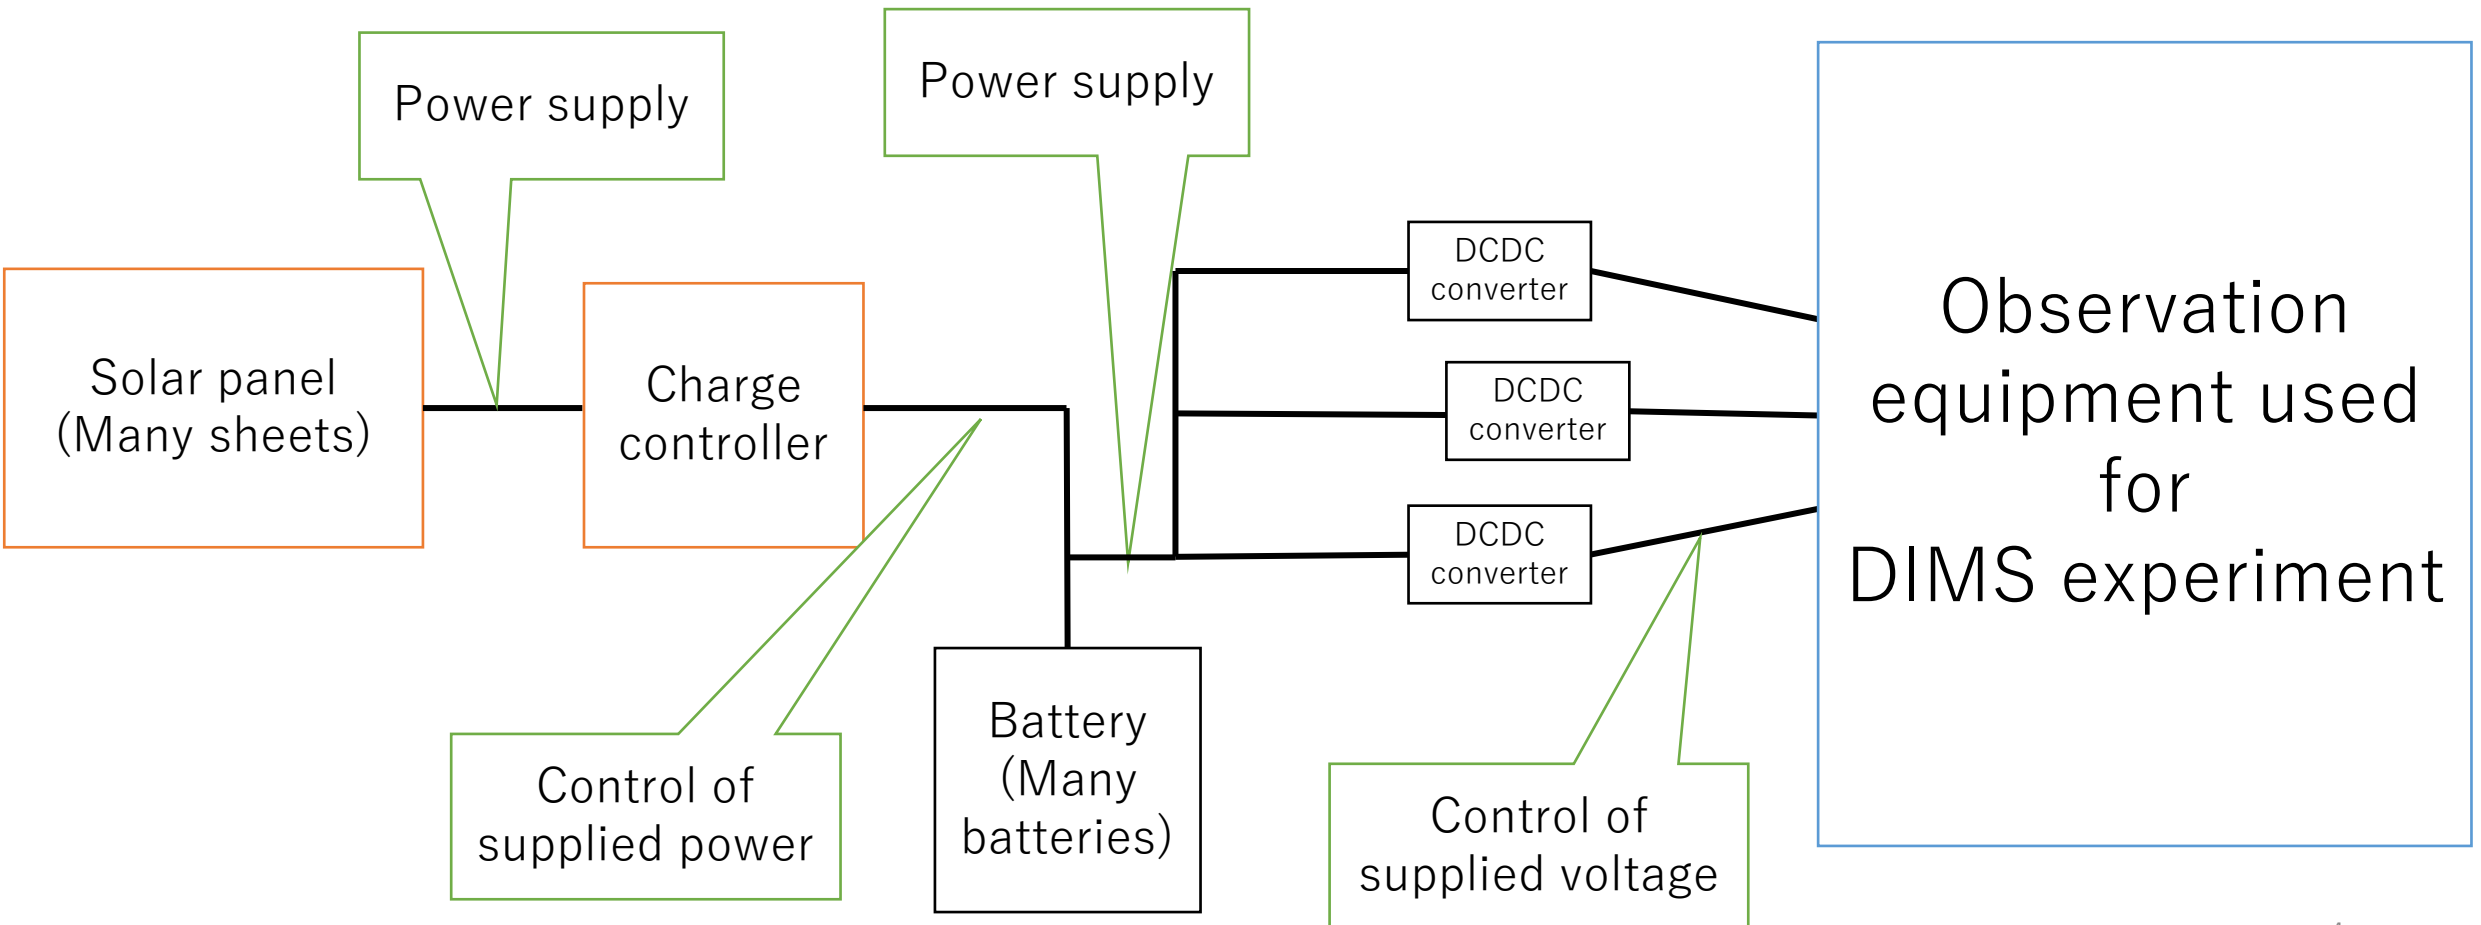 Power supply
Power supply
Solar panel
(Many sheets)
Charge
controller
DCDC
converter
DCDC
converter
DCDC
converter
Observation
equipment used
for
DIMS experiment
Control of
supplied power
Battery
(Many
batteries)
Control of
supplied voltage